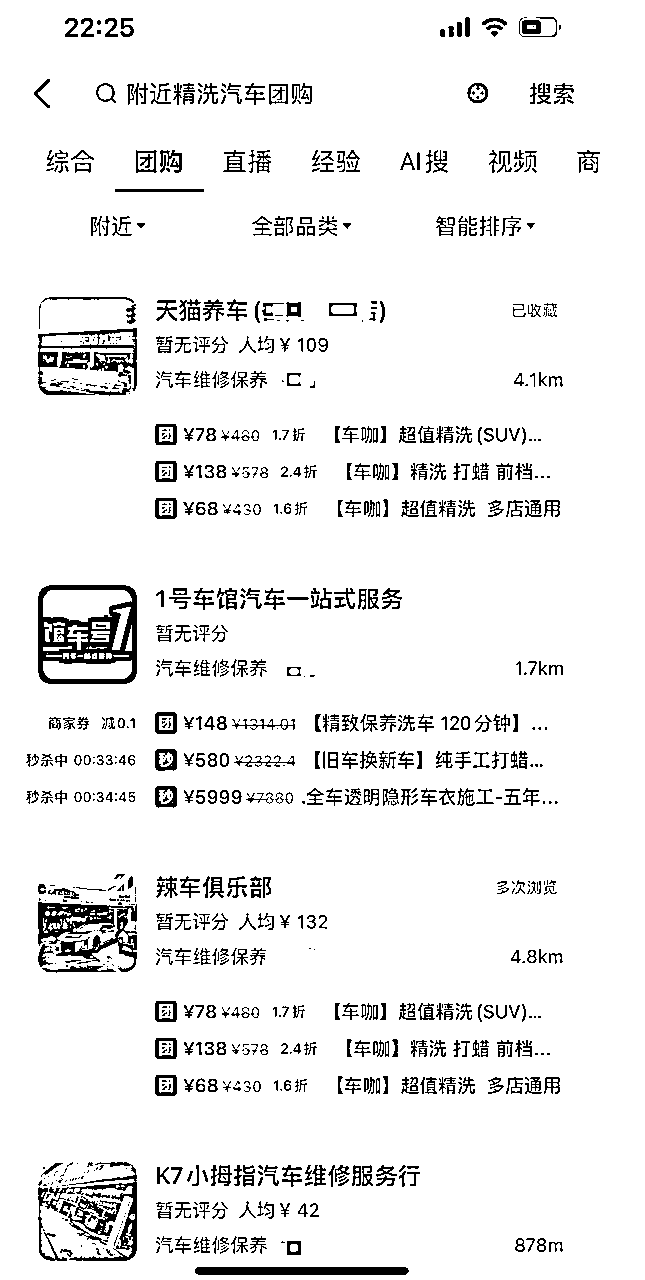 22:25
附近精洗汽车团购 搜索
综合 团购 直播 经验 AI搜 视频 商
附近 全部品类 智能排序
天猫养车 ( 店) 已收藏
暂无评分 人均¥109
汽车维修保养 4.1km
团 ¥78 ¥480 1.7折 【车咖】超值精洗(SUV)...
团 ¥138 ¥578 2.4折 【车咖】精洗 打蜡 前档...
团 ¥68 ¥430 1.6折 【车咖】超值精洗 多店通用
馆车号1
1号车馆汽车一站式服务
暂无评分
汽车维修保养 1.7km
商家券 减0.1 团 ¥148 ¥1314.01 【精致保养洗车 120分钟】...
秒杀中 00:33:46 秒 ¥580 ¥2322.4 【旧车换新车】纯手工打蜡...
秒杀中 00:34:45 秒 ¥5999 ¥7880 .全车透明隐形车衣施工-五年...
辣车俱乐部 多次浏览
暂无评分 人均¥132
汽车维修保养 4.8km
团 ¥78 ¥480 1.7折 【车咖】超值精洗(SUV)...
团 ¥138 ¥578 2.4折 【车咖】精洗 打蜡 前档...
团 ¥68 ¥430 1.6折 【车咖】超值精洗 多店通用
K7小拇指汽车维修服务行
暂无评分 人均¥42
汽车维修保养 878m